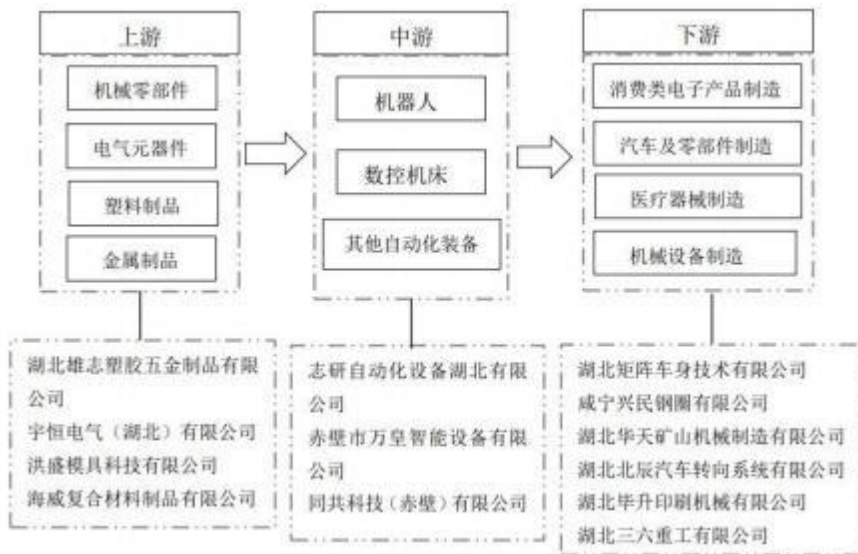 上游
机械零部件
电气元器件
塑料制品
金属制品
中游
机器人
数控机床
其他自动化装备
下游
消费类电子产品制造
汽车及零部件制造
医疗器械制造
机械设备制造
湖北雄志塑胶五金制品有限
公司
宇恒电气（湖北）有限公司
洪盛模具科技有限公司
海威复合材料制品有限公司
志研自动化设备湖北有限
公司
赤壁市万皇智能设备有限
公司
同共科技（赤壁）有限公司
湖北矩阵车身技术有限公司
咸宁兴民钢圈有限公司
湖北华天矿山机械制造有限公司
湖北北辰汽车转向系统有限公司
湖北毕升印刷机械有限公司
湖北三六重工有限公司